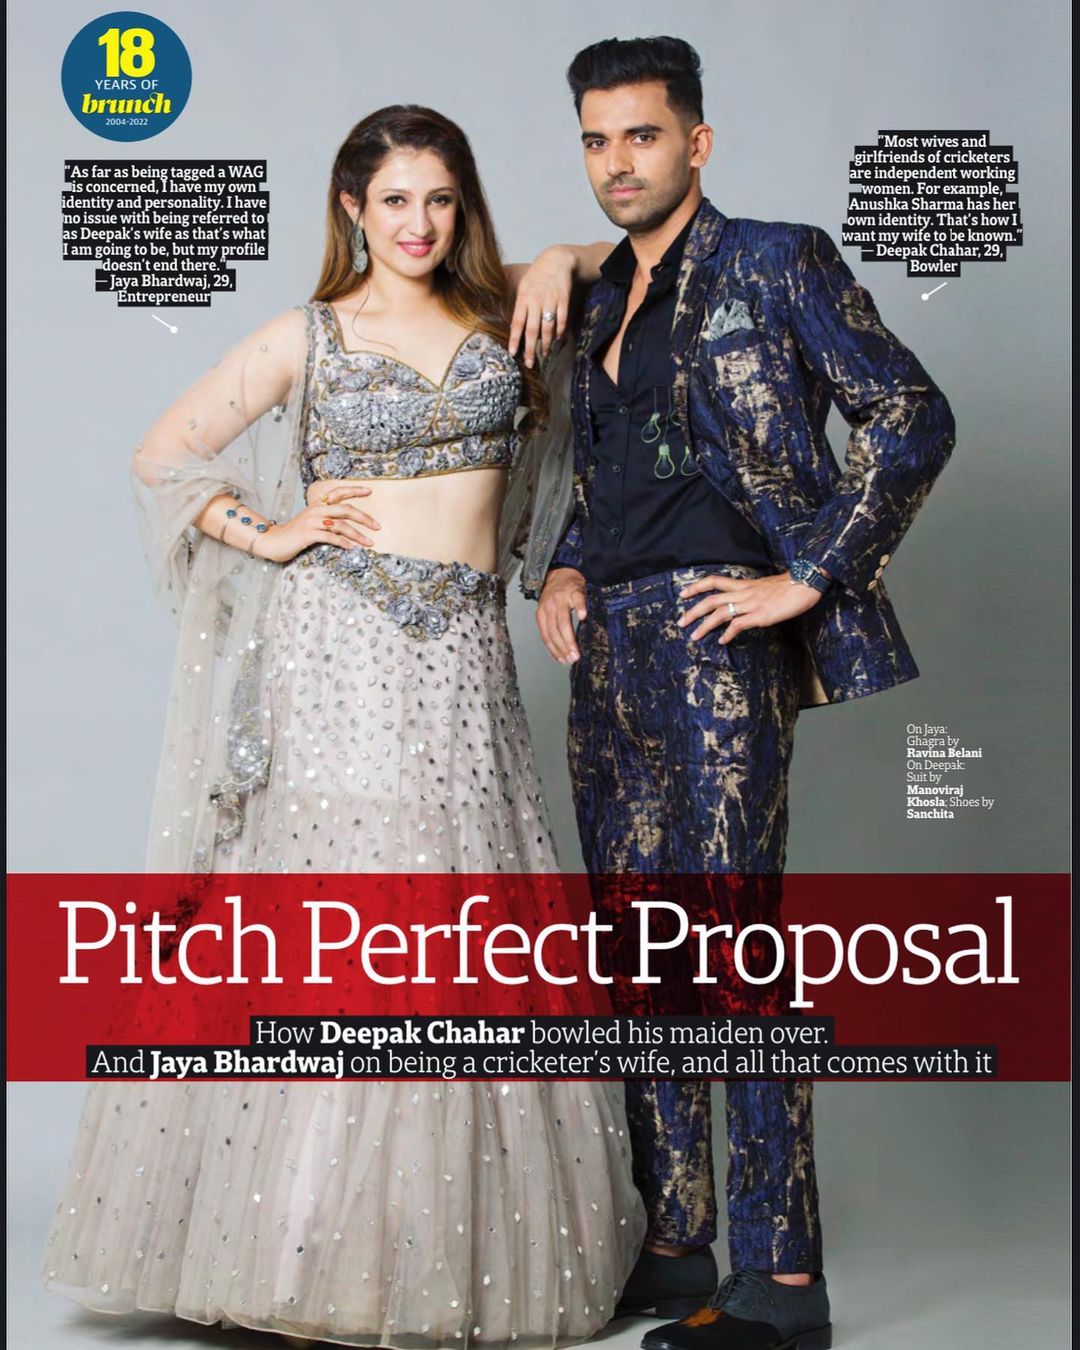 18
YEARS OF
brunch
2004-2022
"As far as being tagged a WAG
is concerned, I have my own
identity and personality. I have
no issue with being referred to
as Deepak's wife as that's what
I am going to be, but my profile
doesn't end there."
— Jaya Bhardwaj, 29,
Entrepreneur
"Most wives and
girlfriends of cricketers
are independent working
women. For example,
Anushka Sharma has her
own identity. That's how I
want my wife to be known."
— Deepak Chahar, 29,
Bowler
On Jaya:
Ghagra by
Ravina Belani
On Deepak:
Suit by
Manoviraj
Khosla; Shoes by
Sanchita
Pitch Perfect Proposal
How Deepak Chahar bowled his maiden over.
And Jaya Bhardwaj on being a cricketer's wife, and all that comes with it